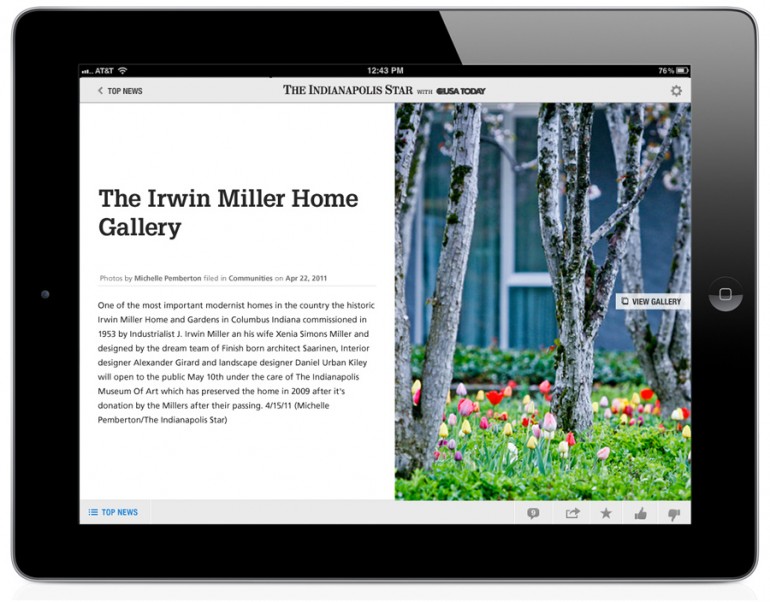 AT&T 12:43 PM 76%
TOP NEWS THE INDIANAPOLIS STAR WITH USA TODAY
The Irwin Miller Home
Gallery
Photos by Michelle Pemberton filed in Communities on Apr 22, 2011
One of the most important modernist homes in the country the historic
Irwin Miller Home and Gardens in Columbus Indiana commissioned in
1953 by Industrialist J. Irwin Miller an his wife Xenia Simons Miller and
designed by the dream team of Finish born architect Saarinen, Interior
designer Alexander Girard and landscape designer Daniel Urban Kiley
will open to the public May 10th under the care of The Indianapolis
Museum Of Art which has preserved the home in 2009 after it's
donation by the Millers after their passing. 4/15/11 (Michelle
Pemberton/The Indianapolis Star)
VIEW GALLERY
TOP NEWS 9